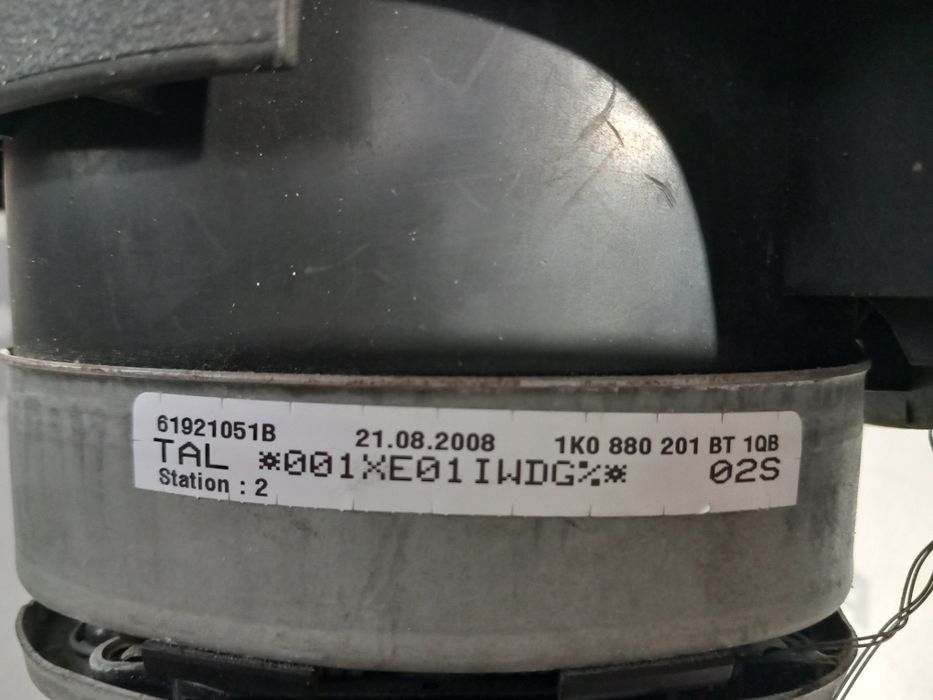 61921051B 21.08.2008 1K0 880 201 BT 1QB
TAL *001XE01IWDG%* 02S
Station : 2